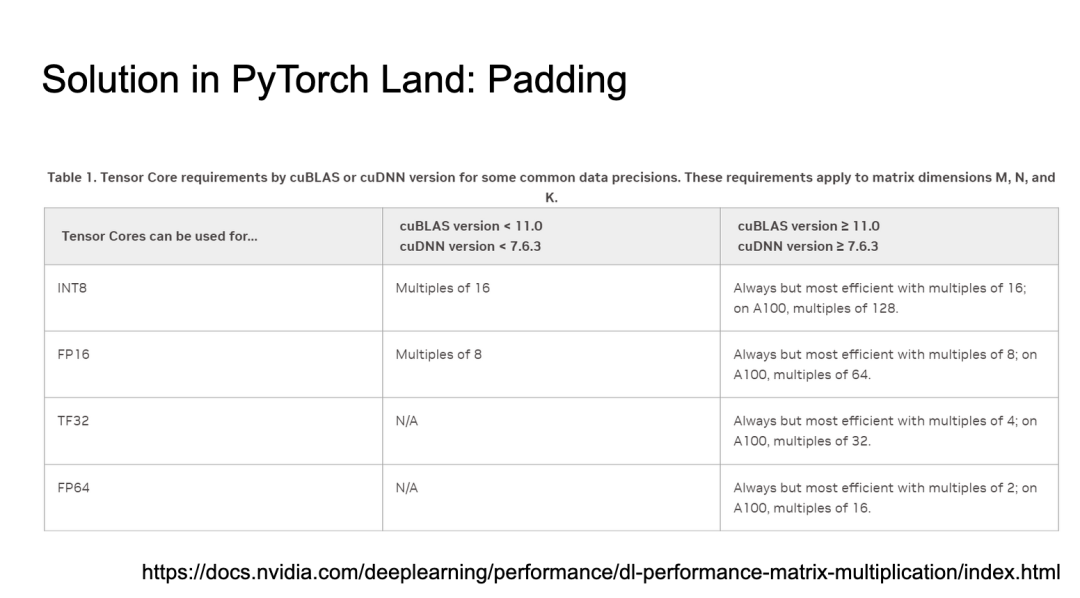 Solution in PyTorch Land: Padding
Table 1. Tensor Core requirements by cuBLAS or cuDNN version for some common data precisions. These requirements apply to matrix dimensions M, N, and
K.
Tensor Cores can be used for...
cuBLAS version < 11.0
cuDNN version < 7.6.3
cuBLAS version ≥ 11.0
cuDNN version ≥ 7.6.3
INT8
Multiples of 16
Always but most efficient with multiples of 16;
on A100, multiples of 128.
FP16
Multiples of 8
Always but most efficient with multiples of 8; on
A100, multiples of 64.
TF32
N/A
Always but most efficient with multiples of 4; on
A100, multiples of 32.
FP64
N/A
Always but most efficient with multiples of 2; on
A100, multiples of 16.
https://docs.nvidia.com/deeplearning/performance/dl-performance-matrix-multiplication/index.html